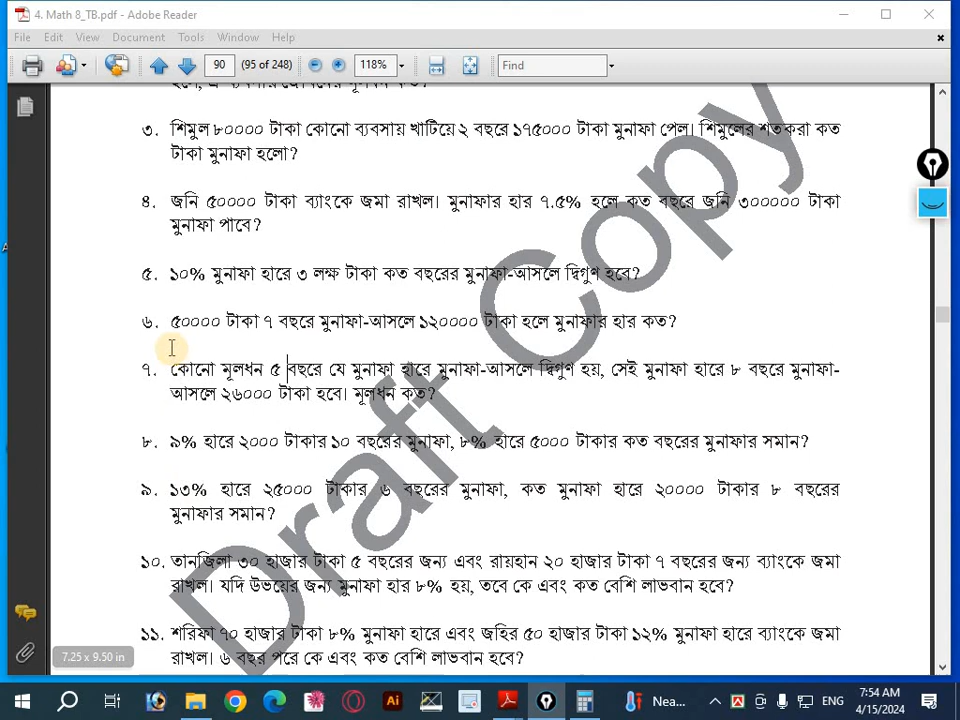 4. Math 8_TB.pdf - Adobe Reader
File Edit View Document Tools Window Help
90 (95 of 248) 118% Find
৩. শিমুল ৮০০০০ টাকা কোনো ব্যবসায় খাটিয়ে ২ বছরে ১৭৫০০০ টাকা মুনাফা পেল। শিমুলের শতকরা কত
টাকা মুনাফা হলো?
৪. জনি ৫০০০০ টাকা ব্যাংকে জমা রাখল। মুনাফার হার ৭.৫% হলে কত বছরে জনি ৩০০০০০ টাকা
মুনাফা পাবে?
৫. ১০% মুনাফা হারে ৩ লক্ষ টাকা কত বছরের মুনাফা-আসলে দ্বিগুণ হবে?
৬. ৫০০০০ টাকা ৭ বছরে মুনাফা-আসলে ১২০০০০ টাকা হলে মুনাফার হার কত?
৭. কোনো মূলধন ৫ বছরে যে মুনাফা হারে মুনাফা-আসলে দ্বিগুণ হয়, সেই মুনাফা হারে ৮ বছরে মুনাফা-
আসলে ২৬০০০ টাকা হবে। মূলধন কত?
৮. ৯% হারে ২০০০ টাকার ১০ বছরের মুনাফা, ৮% হারে ৫০০০ টাকার কত বছরের মুনাফার সমান?
৯. ১৩% হারে ২৫০০০ টাকার ৬ বছরের মুনাফা, কত মুনাফা হারে ২০০০০ টাকার ৮ বছরের
মুনাফার সমান?
১০. তানজিলা ৩০ হাজার টাকা ৫ বছরের জন্য এবং রায়হান ২০ হাজার টাকা ৭ বছরের জন্য ব্যাংকে জমা
রাখল। যদি উভয়ের জন্য মুনাফা হার ৮% হয়, তবে কে এবং কত বেশি লাভবান হবে?
১১. শরিফা ৭০ হাজার টাকা ৮% মুনাফা হারে এবং জহির ৫০ হাজার টাকা ১২% মুনাফা হারে ব্যাংকে জমা
রাখল। ৬ বছর পরে কে এবং কত বেশি লাভবান হবে?
Draft Copy
7.25 x 9.50 in
Ai Nea... ENG 7:54 AM
4/15/2024